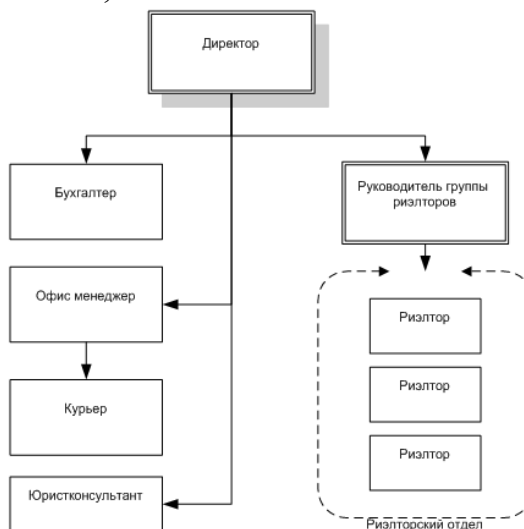 Директор
Бухгалтер
Руководитель группы
риэлторов
Офис менеджер
Риэлтор
Курьер
Риэлтор
Риэлтор
Юристконсультант
Риэлторский отдел